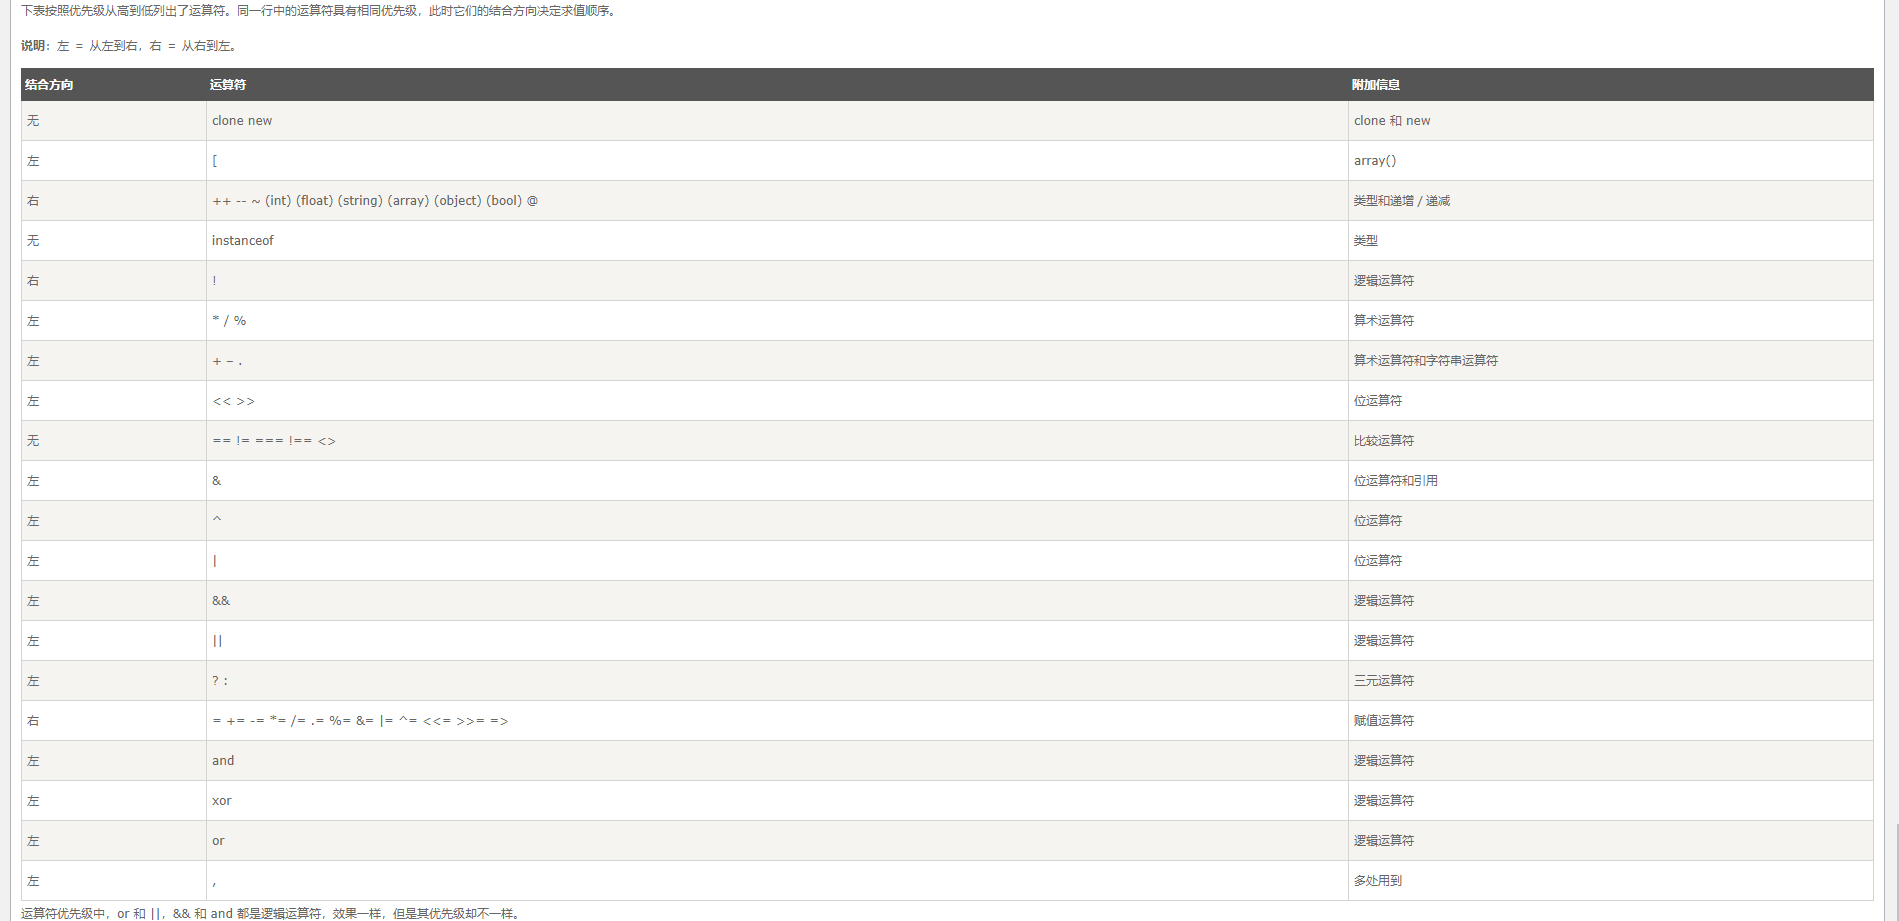 下表按照优先级从高到低列出了运算符。同一行中的运算符具有相同优先级，此时它们的结合方向决定求值顺序。
说明：左 ＝ 从左到右，右 ＝ 从右到左。
结合方向 运算符 附加信息
无 clone new clone 和 new
左 [ array()
右 ++ -- ~ (int) (float) (string) (array) (object) (bool) @ 类型和递增／递减
无 instanceof 类型
右 ! 逻辑运算符
左 * / % 算术运算符
左 + – . 算术运算符和字符串运算符
左 << >> 位运算符
无 == != === !== <> 比较运算符
左 & 位运算符和引用
左 ^ 位运算符
左 | 位运算符
左 && 逻辑运算符
左 || 逻辑运算符
左 ? : 三元运算符
右 = += -= *= /= .= %= &= |= ^= <<= >>= => 赋值运算符
左 and 逻辑运算符
左 xor 逻辑运算符
左 or 逻辑运算符
左 , 多处用到
运算符优先级中，or 和 ||，&& 和 and 都是逻辑运算符，效果一样，但是其优先级却不一样。